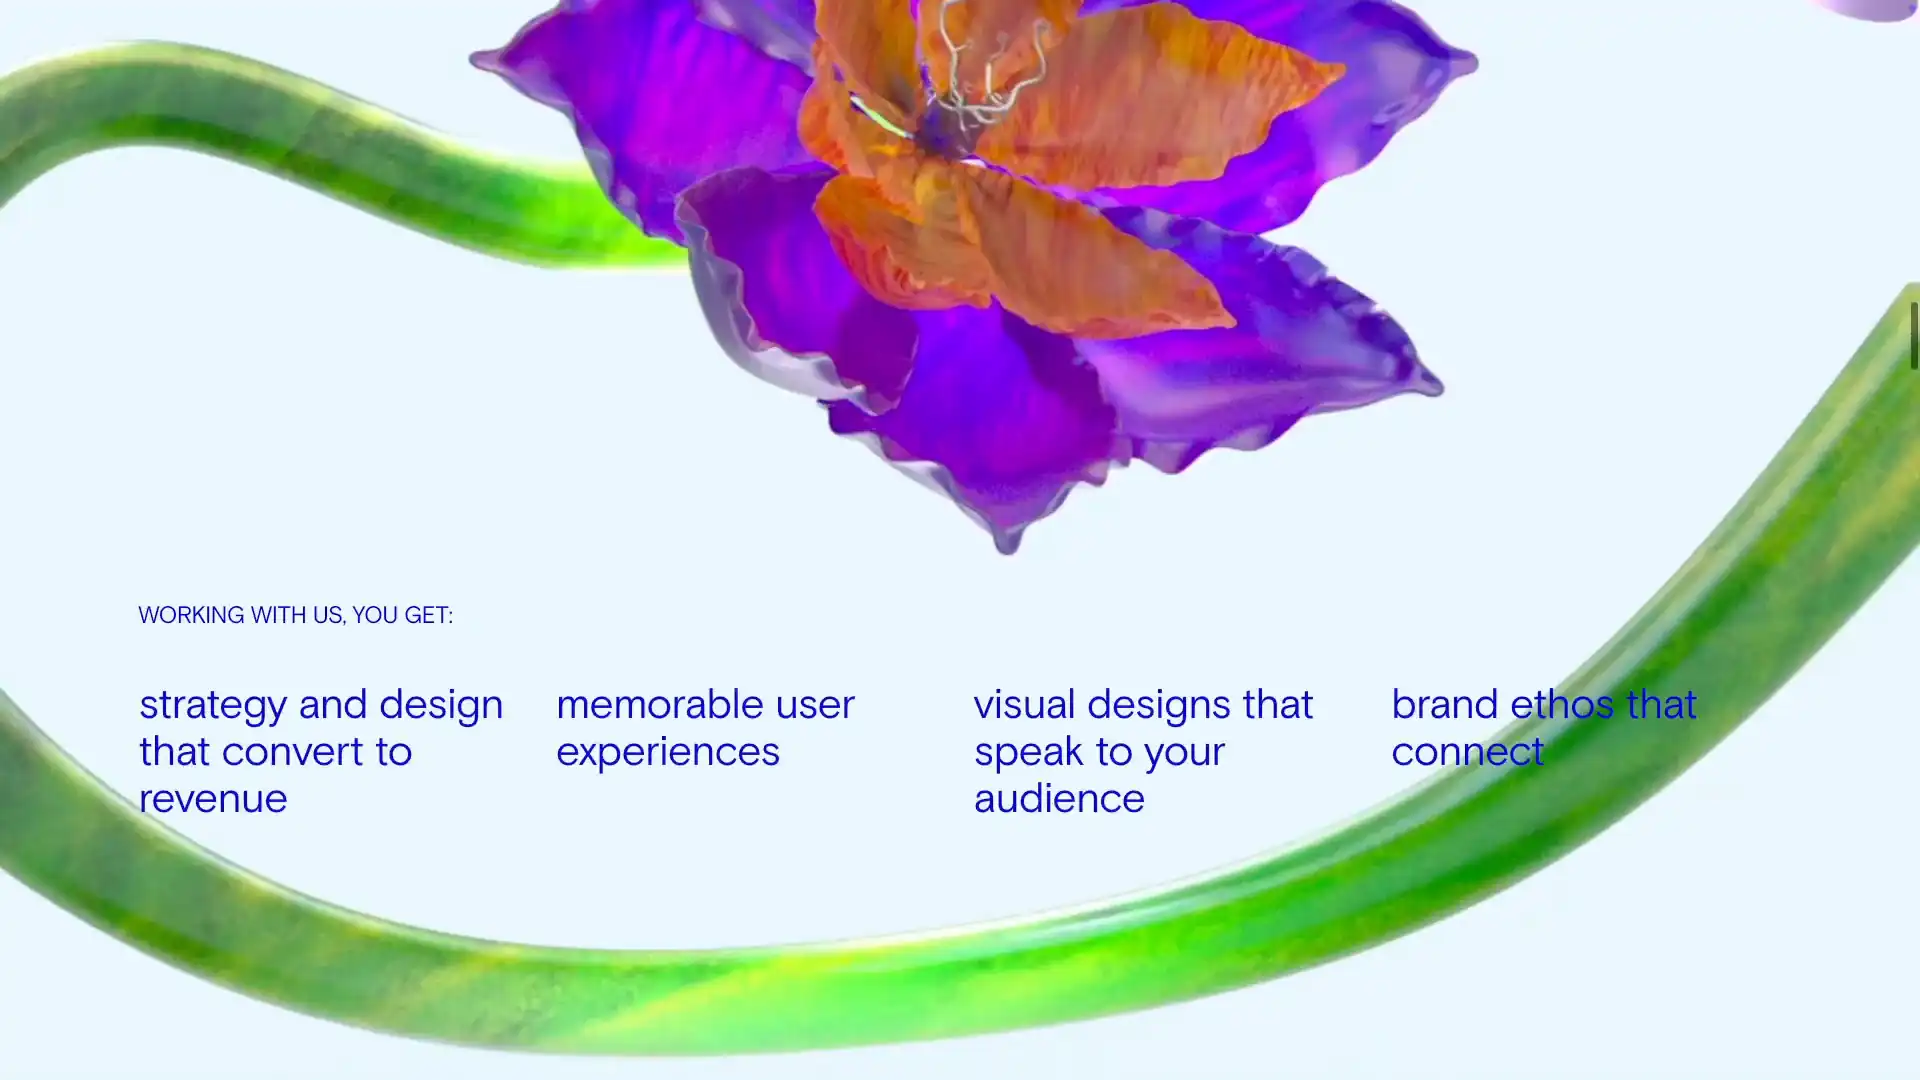 WORKING WITH US, YOU GET:
strategy and design
that convert to
revenue
memorable user
experiences
visual designs that
speak to your
audience
brand ethos that
connect